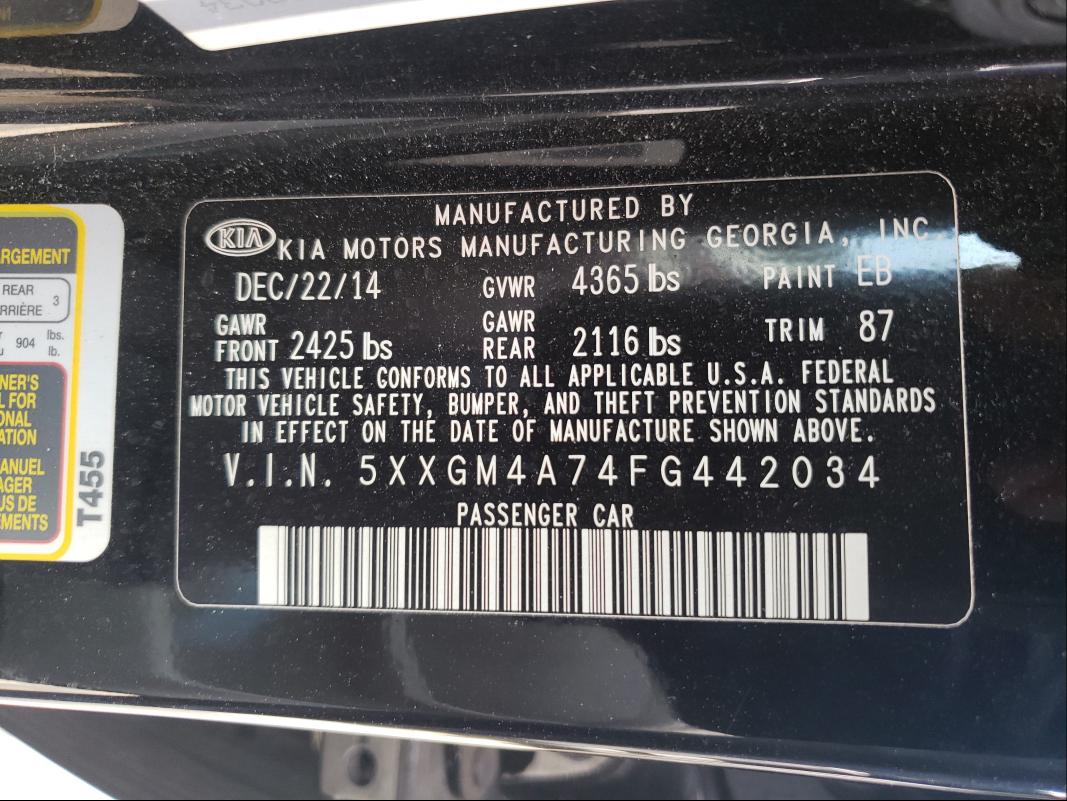 ARGEMENT
REAR
RRIÈRE 3
904 lbs.
lb.
NER'S
L FOR
ONAL
ATION
ANUEL
AGER
US DE
EMENTS
T455
MANUFACTURED BY
KIA KIA MOTORS MANUFACTURING GEORGIA, INC
DEC/22/14 GVWR 4365 lbs PAINT EB
GAWR FRONT 2425 lbs GAWR REAR 2116 lbs TRIM 87
THIS VEHICLE CONFORMS TO ALL APPLICABLE U.S.A. FEDERAL
MOTOR VEHICLE SAFETY, BUMPER, AND THEFT PREVENTION STANDARDS
IN EFFECT ON THE DATE OF MANUFACTURE SHOWN ABOVE.
V.I.N. 5XXGM4A74FG442034
PASSENGER CAR